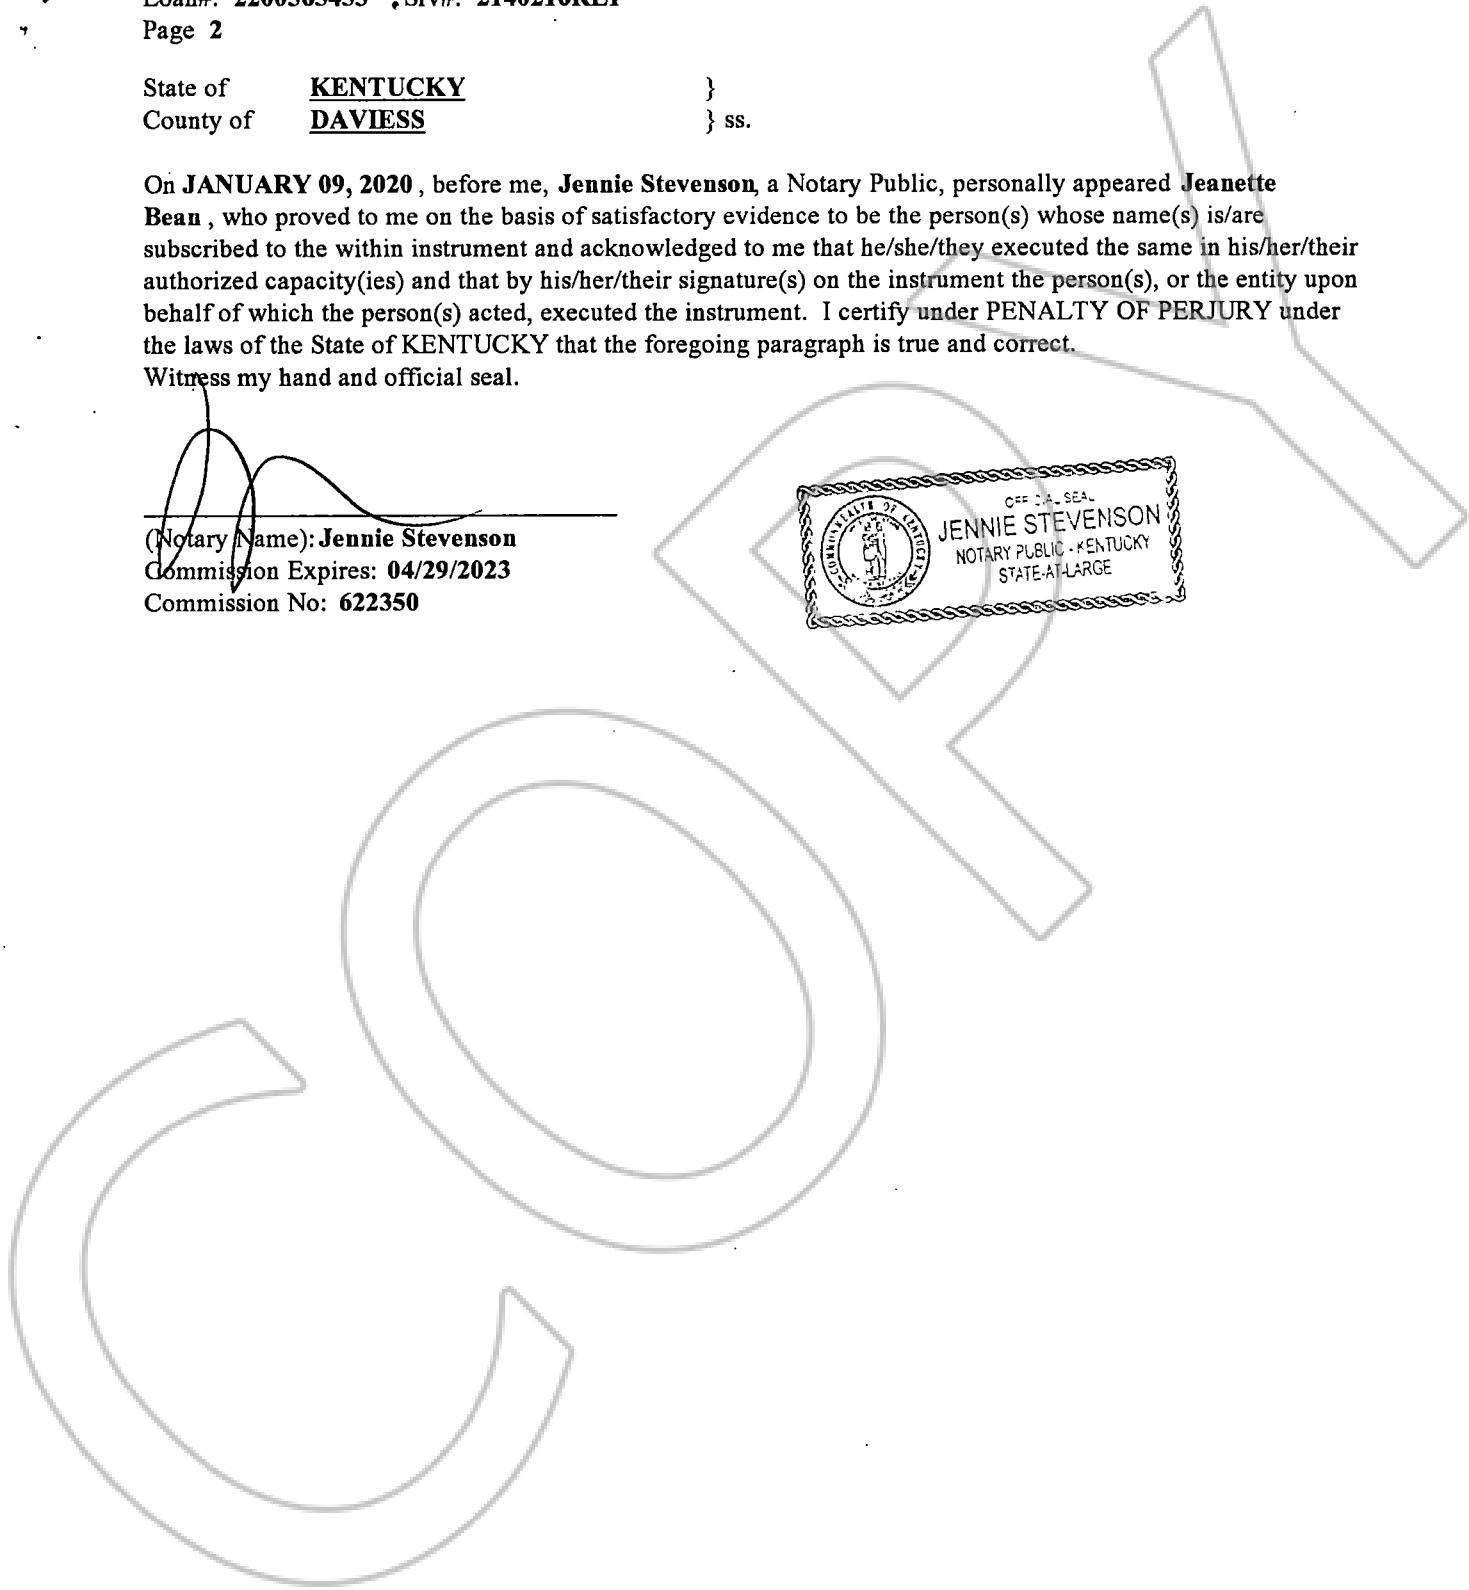 Page 2
State of KENTUCKY }
County of DAVIESS } ss.
On JANUARY 09, 2020 , before me, Jennie Stevenson, a Notary Public, personally appeared Jeanette
Bean , who proved to me on the basis of satisfactory evidence to be the person(s) whose name(s) is/are
subscribed to the within instrument and acknowledged to me that he/she/they executed the same in his/her/their
authorized capacity(ies) and that by his/her/their signature(s) on the instrument the person(s), or the entity upon
behalf of which the person(s) acted, executed the instrument. I certify under PENALTY OF PERJURY under
the laws of the State of KENTUCKY that the foregoing paragraph is true and correct.
Witness my hand and official seal.
(Notary Name): Jennie Stevenson
Commission Expires: 04/29/2023
Commission No: 622350
COMMONWEALTH OF KENTUCKY
SEAL
JENNIE STEVENSON
NOTARY PUBLIC - KENTUCKY
STATE-AT-LARGE
COPY